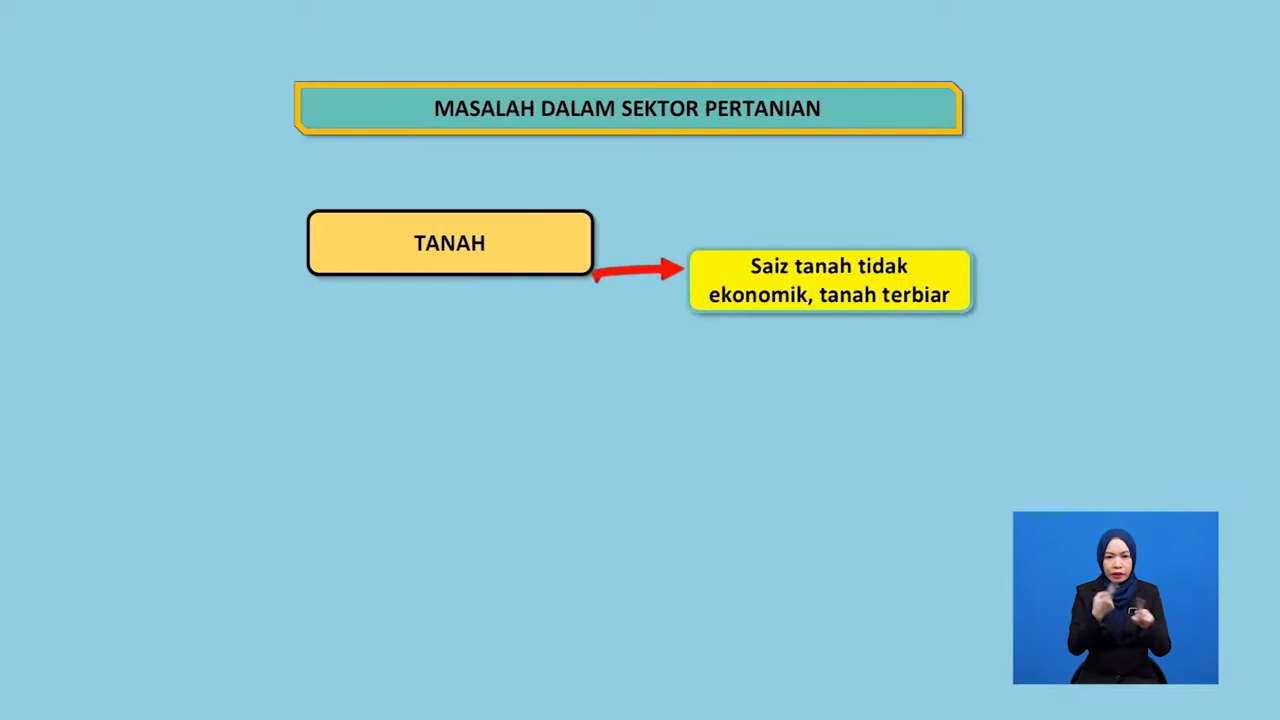 MASALAH DALAM SEKTOR PERTANIAN
TANAH
Saiz tanah tidak
ekonomik, tanah terbiar